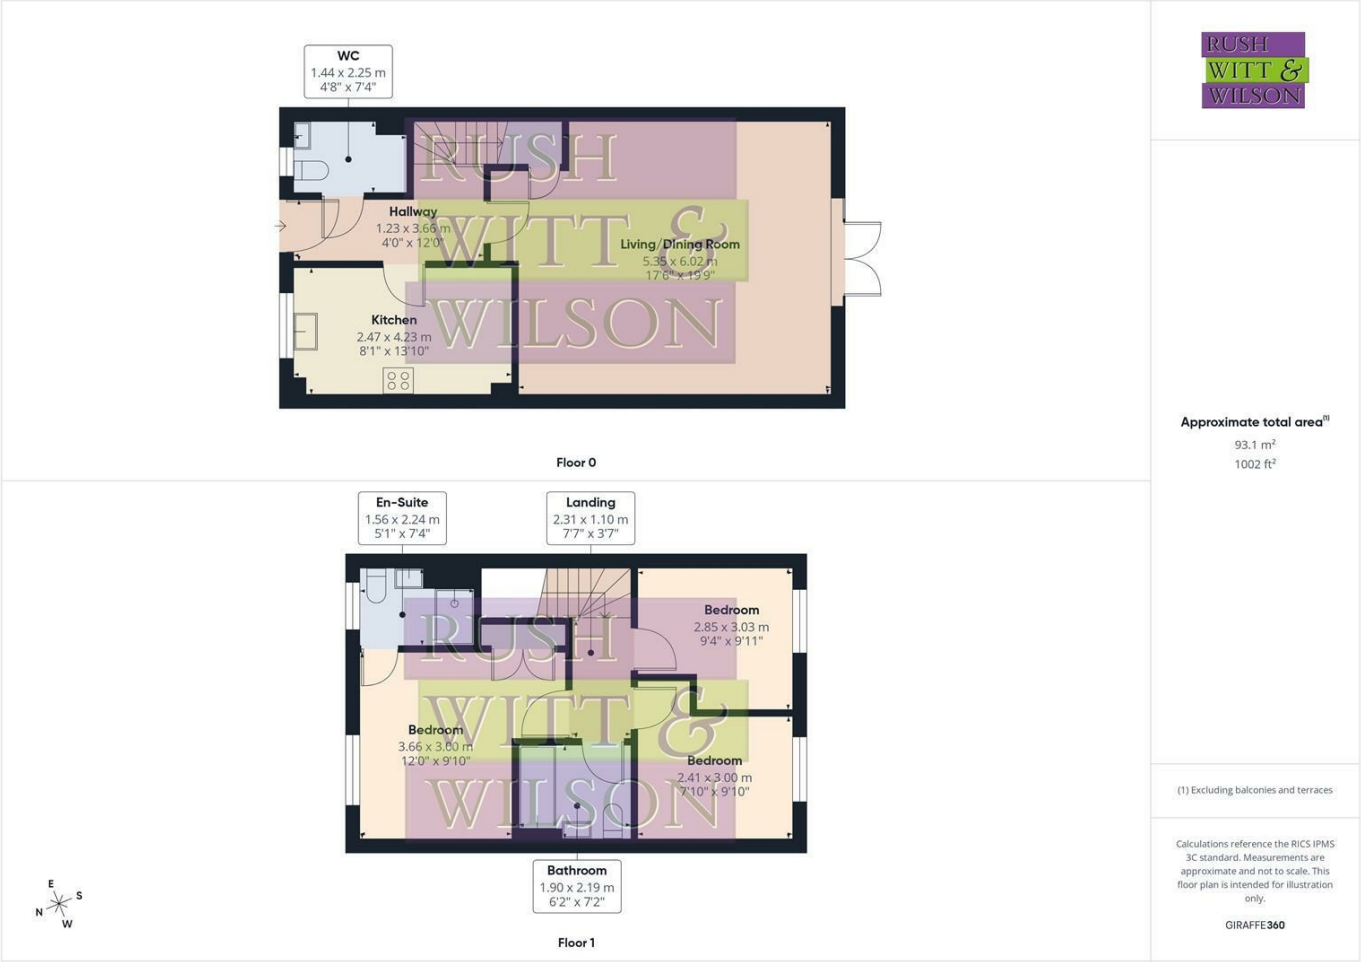 WC
1.44 x 2.25 m
4'8" x 7'4"
RUSH
WITT &
WILSON
Hallway
1.23 x 3.66 m
4'0" x 12'0"
Living/Dining Room
5.35 x 6.02 m
17'6" x 19'9"
Kitchen
2.47 x 4.23 m
8'1" x 13'10"
RUSH
WITT &
WILSON
Floor 0
En-Suite
1.56 x 2.24 m
5'1" x 7'4"
Landing
2.31 x 1.10 m
7'7" x 3'7"
Bedroom
2.85 x 3.03 m
9'4" x 9'11"
Bedroom
3.66 x 3.00 m
12'0" x 9'10"
Bedroom
2.41 x 3.00 m
7'10" x 9'10"
RUSH
WITT &
WILSON
Bathroom
1.90 x 2.19 m
6'2" x 7'2"
Floor 1
E
S
N
W
Approximate total area(1)
93.1 m²
1002 ft²
(1) Excluding balconies and terraces
Calculations reference the RICS IPMS
3C standard. Measurements are
approximate and not to scale. This
floor plan is intended for illustration
only.
GIRAFFE360